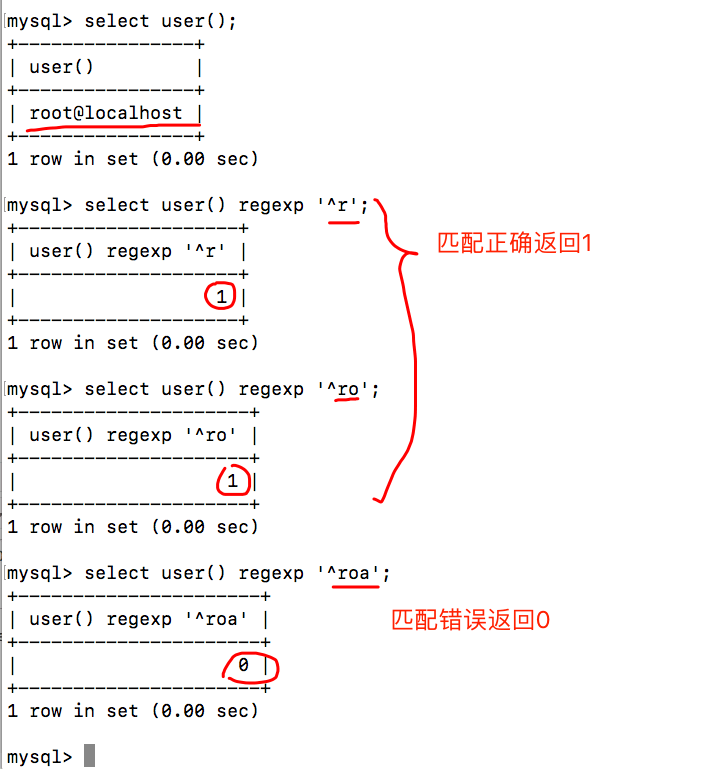 mysql> select user();
+----------------+
| user()         |
+----------------+
| root@localhost |
+----------------+
1 row in set (0.00 sec)
mysql> select user() regexp '^r';
+--------------------+
| user() regexp '^r' |
+--------------------+
|                  1 |
+--------------------+
1 row in set (0.00 sec)
匹配正确返回1
mysql> select user() regexp '^ro';
+---------------------+
| user() regexp '^ro' |
+---------------------+
|                   1 |
+---------------------+
1 row in set (0.00 sec)
mysql> select user() regexp '^roa';
+----------------------+
| user() regexp '^roa' |
+----------------------+
|                    0 |
+----------------------+
1 row in set (0.00 sec)
匹配错误返回0
mysql>